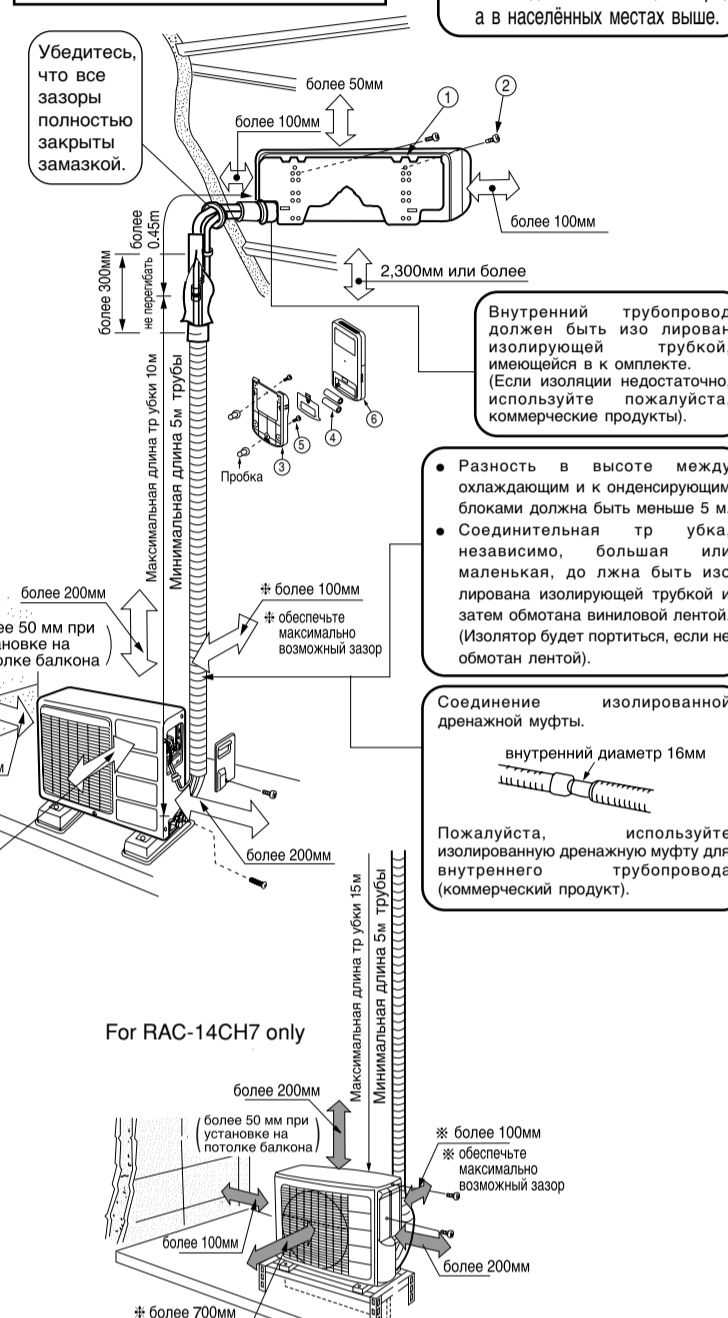 а в населённых местах выше.
Убедитесь,
что все
зазоры
полностью
закрыты
замазкой.
более 50мм
1
2
более 100мм
более 100мм
более
0.45m
более 300мм
не перегибать
2,300мм или более
Внутренний трубопровод
должен быть изо лирован
изолирующей трубкой,
имеющейся в к омплекте.
(Если изоляции недостаточно,
используйте пожалуйста,
коммерческие продукты).
6
5
4
3
Пробка
Максимальная длина тр убки 10м
Минимальная длина 5м трубы
● Разность в высоте между
охлаждающим и к онденсирующим
блоками должна быть меньше 5 м.
● Соединительная тр убка,
независимо, большая или
маленькая, до лжна быть изо
лирована изолирующей трубкой и
затем обмотана виниловой лентой.
(Изолятор будет портиться, если не
обмотан лентой).
более 200мм
50 мм при
на
балкона )
※ более 100мм
※ обеспечьте
максимально
возможный зазор
Соединение изолированной
дренажной муфты.
внутренний диаметр 16мм
Пожалуйста, используйте
изолированную дренажную муфту для
внутреннего трубопровода
(коммерческий продукт).
более 200мм
Максимальная длина тр убки 15м
Минимальная длина 5м трубы
For RAC-14CH7 only
более 200мм
(более 50 мм при
установке на
потолке балкона)
※ более 100мм
※ обеспечьте
максимально
возможный зазор
более 100мм
более 200мм
※ более 700мм